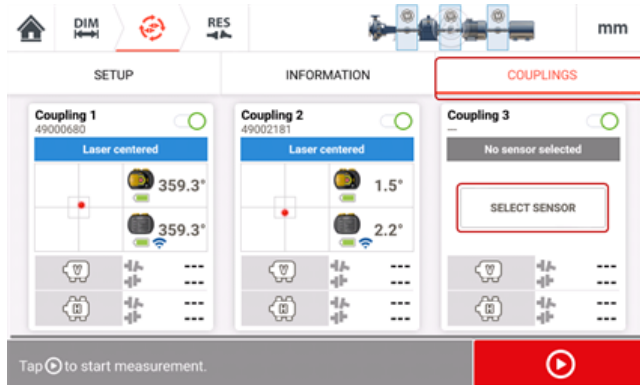 DIM
RES
mm
SETUP
INFORMATION
COUPLINGS
Coupling 1
49000680
Laser centered
359.3°
359.3°
V
---
---
H
---
---
Coupling 2
49002181
Laser centered
1.5°
2.2°
V
---
---
H
---
---
Coupling 3
---
No sensor selected
SELECT SENSOR
V
---
---
H
---
---
Tap to start measurement.